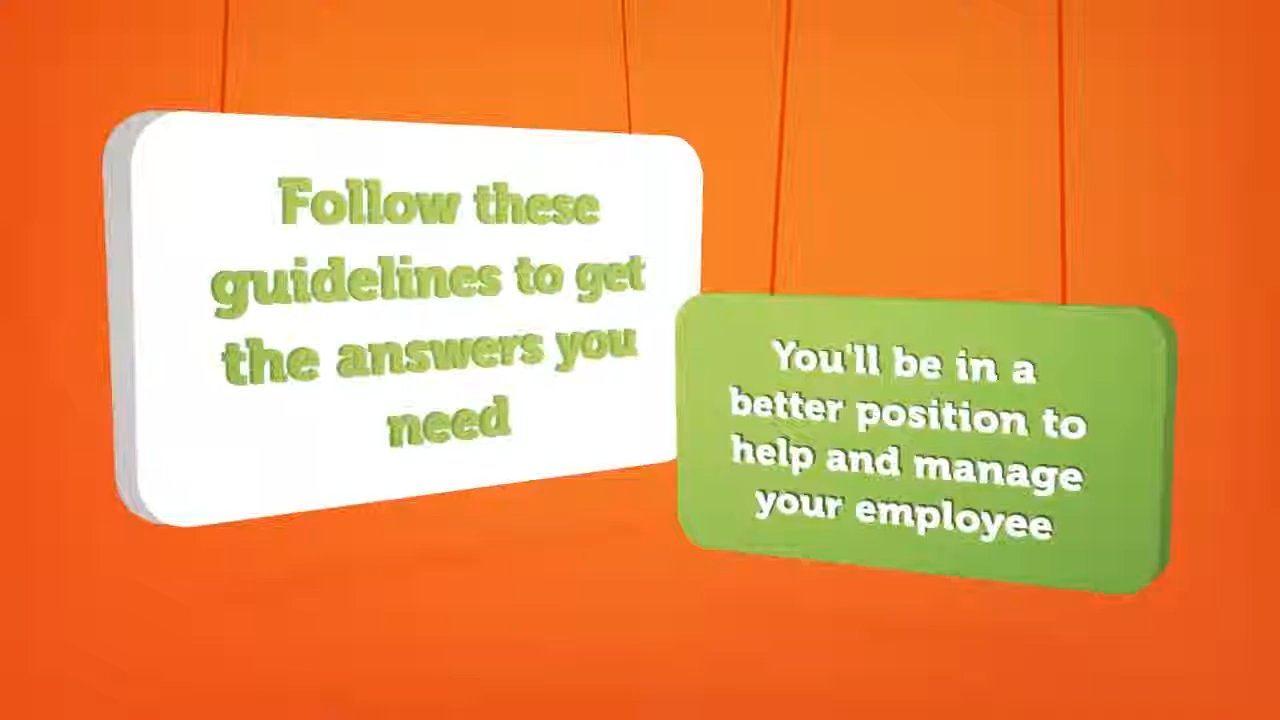 Follow these
guidelines to get
the answers you
need
You'll be in a
better position to
help and manage
your employee